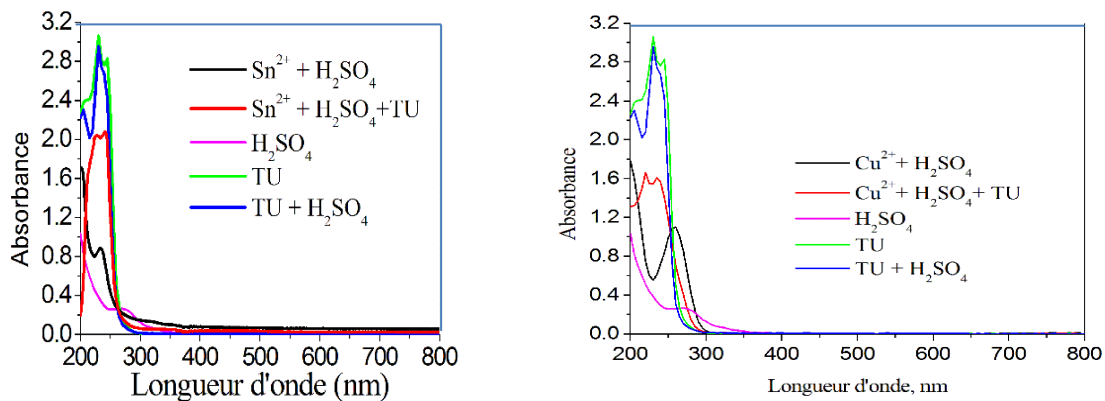 3.2
2.8
2.4
2.0
1.6
1.2
0.8
0.4
0.0
Absorbance
Sn²⁺ + H₂SO₄
Sn²⁺ + H₂SO₄+TU
H₂SO₄
TU
TU + H₂SO₄
200 300 400 500 600 700 800
Longueur d'onde (nm)
3.2
2.8
2.4
2.0
1.6
1.2
0.8
0.4
0.0
Absorbance
Cu²⁺ + H₂SO₄
Cu²⁺ + H₂SO₄+ TU
H₂SO₄
TU
TU + H₂SO₄
200 300 400 500 600 700 800
Longueur d'onde, nm